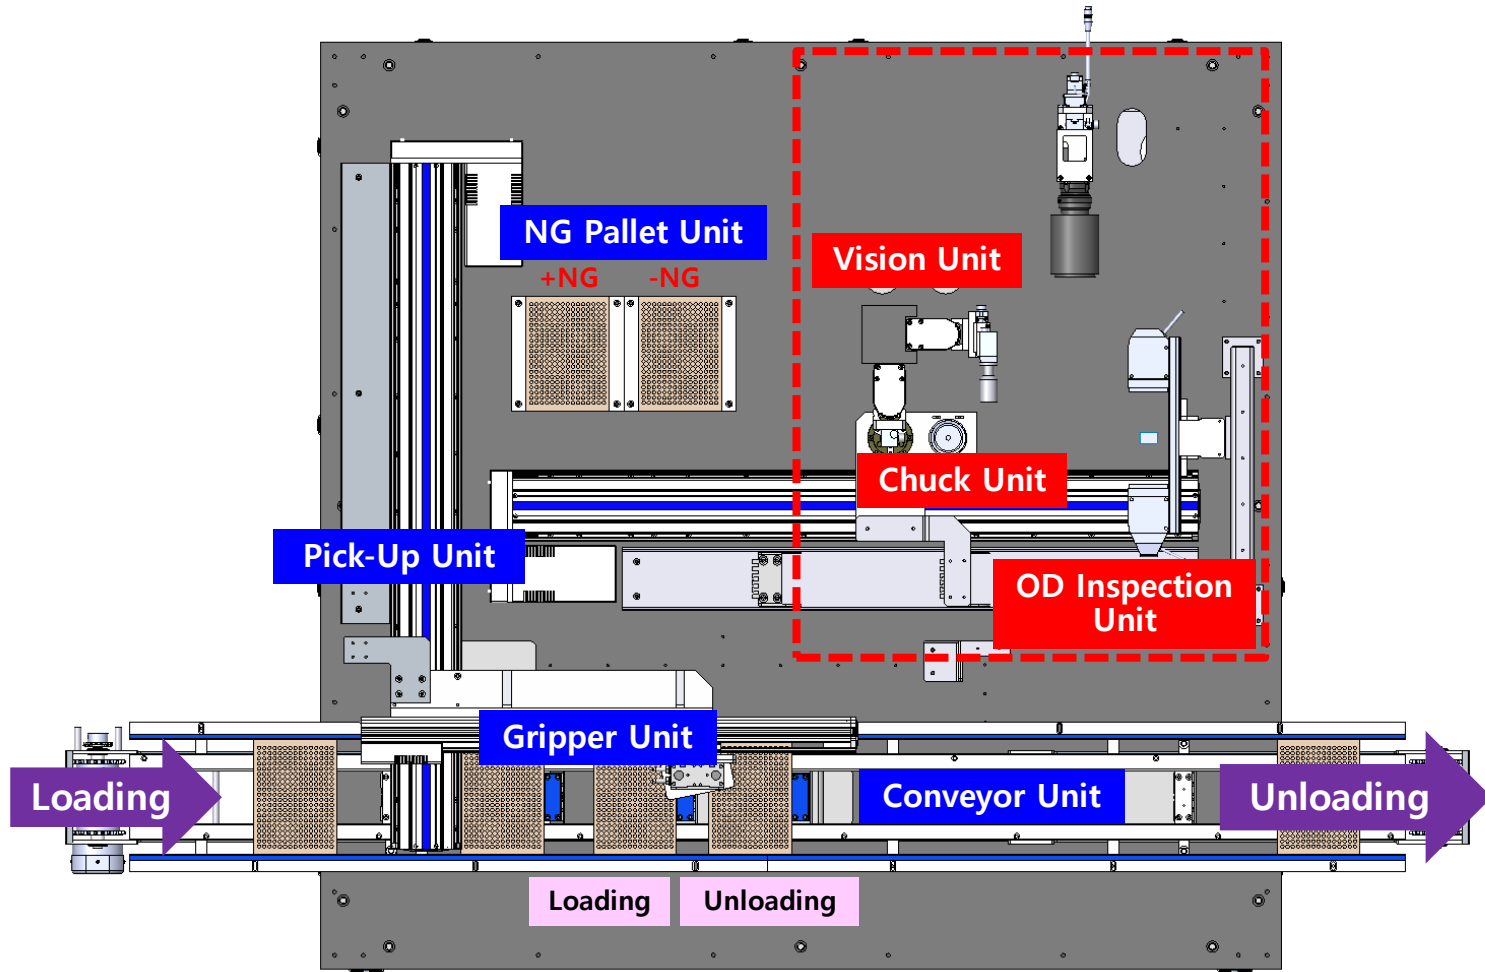 NG Pallet Unit
+NG
-NG
Vision Unit
Chuck Unit
Pick-Up Unit
OD Inspection
Unit
Gripper Unit
Loading
Conveyor Unit
Unloading
Loading
Unloading